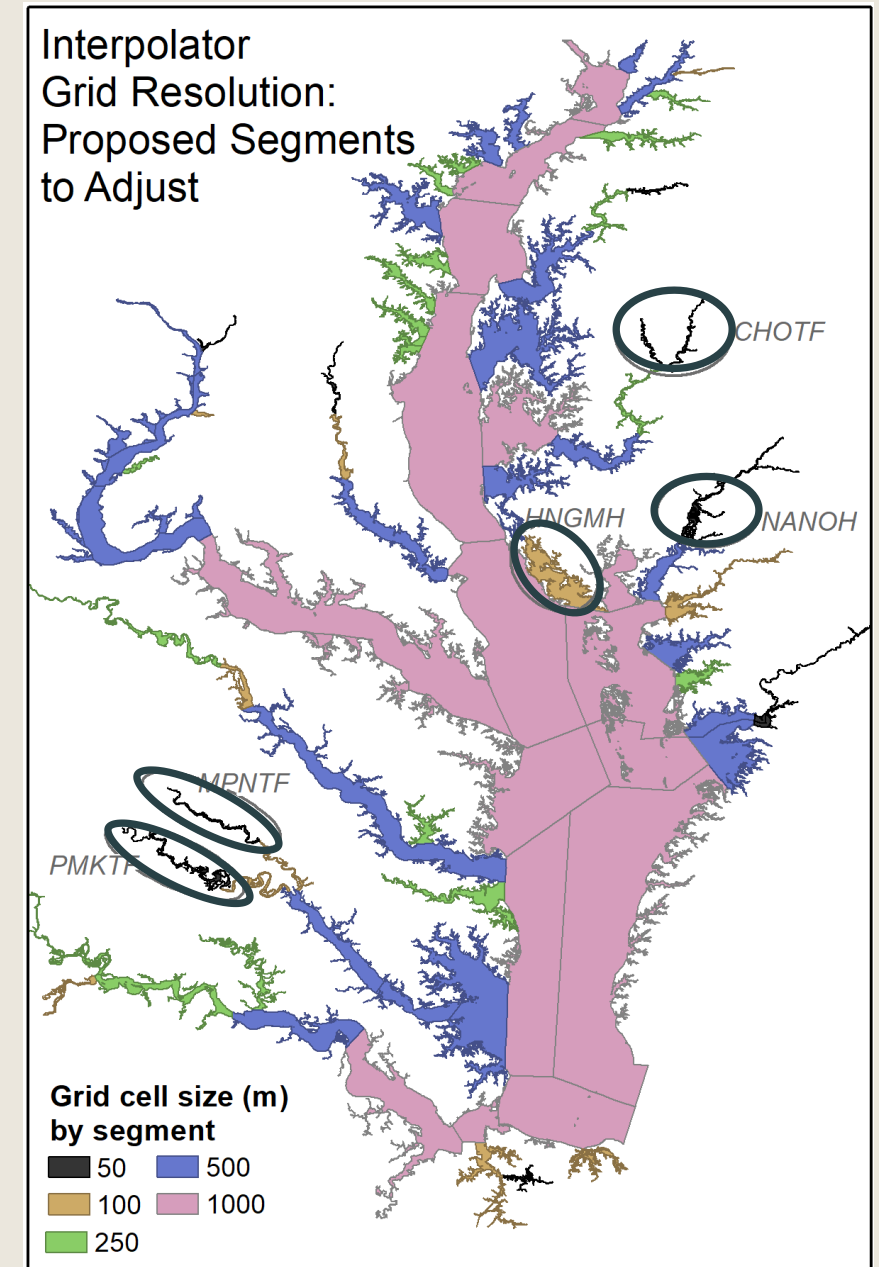 Interpolator
Grid Resolution:
Proposed Segments
to Adjust
CHOTF
HNGMH
NANOH
MPNTF
PMKTF
Grid cell size (m)
by segment
50 500
100 1000
250